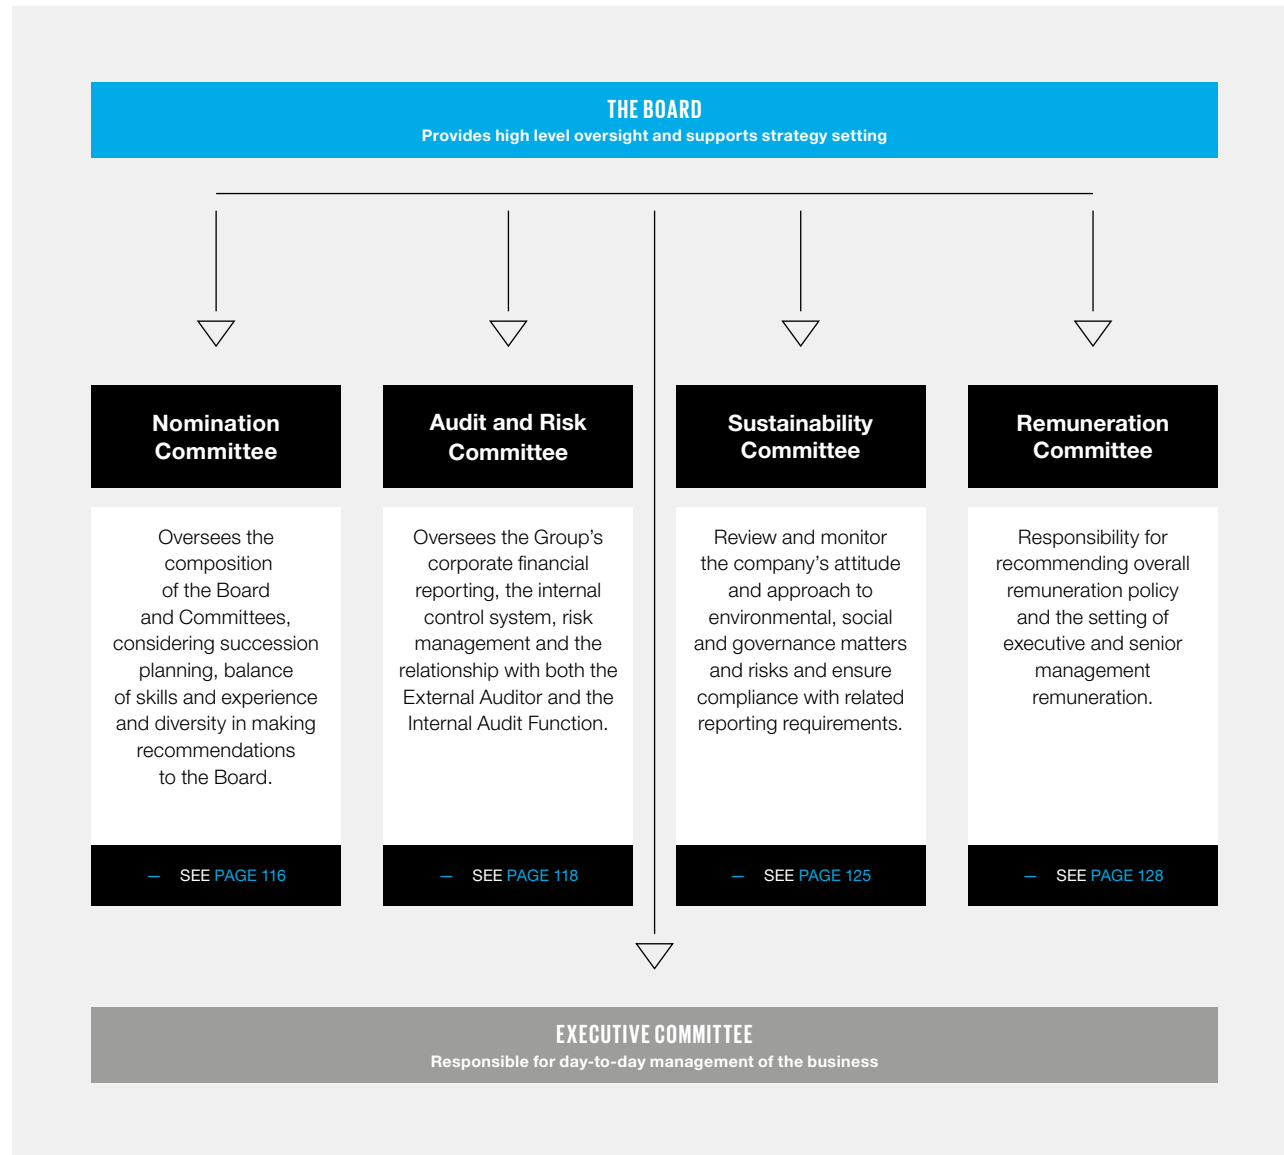 THE BOARD
Provides high level oversight and supports strategy setting
Nomination
Committee
Oversees the
composition
of the Board
and Committees,
considering succession
planning, balance
of skills and experience
and diversity in making
recommendations
to the Board.
— SEE PAGE 116
Audit and Risk
Committee
Oversees the Group’s
corporate financial
reporting, the internal
control system, risk
management and the
relationship with both the
External Auditor and the
Internal Audit Function.
— SEE PAGE 118
Sustainability
Committee
Review and monitor
the company’s attitude
and approach to
environmental, social
and governance matters
and risks and ensure
compliance with related
reporting requirements.
— SEE PAGE 125
Remuneration
Committee
Responsibility for
recommending overall
remuneration policy
and the setting of
executive and senior
management
remuneration.
— SEE PAGE 128
EXECUTIVE COMMITTEE
Responsible for day-to-day management of the business